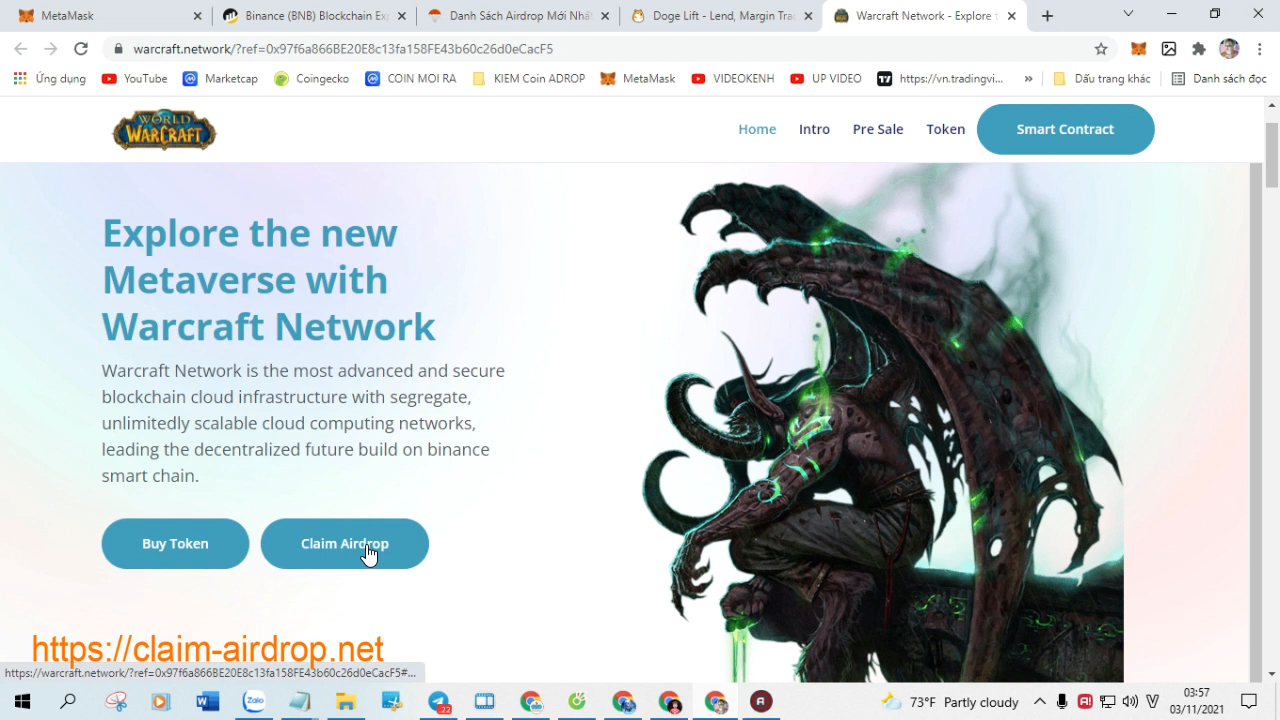 MetaMask
Binance (BNB) Blockchain Exp
Danh Sách Airdrop Mới Nhất
Doge Lift - Lend, Margin Tra
Warcraft Network - Explore t
warcraft.network/?ref=0x97f6a866BE20E8c13fa158FE43b60c26d0eCacF5
Ứng dụng
YouTube
Marketcap
Coingecko
COIN MOI RA
KIEM Coin ADROP
MetaMask
VIDEOKENH
UP VIDEO
https://vn.tradingvi...
»
Dấu trang khác
Danh sách đọc
WORLD
WARCRAFT
Home
Intro
Pre Sale
Token
Smart Contract
Explore the new
Metaverse with
Warcraft Network
Warcraft Network is the most advanced and secure
blockchain cloud infrastructure with segregate,
unlimitedly scalable cloud computing networks,
leading the decentralized future build on binance
smart chain.
Buy Token
Claim Airdrop
https://claim-airdrop.net
https://warcraft.network/?ref=0x97f6a866BE20E8c13fa158FE43b60c26d0eCacF5#...
Zalo
22
73°F Partly cloudy
03:57
03/11/2021